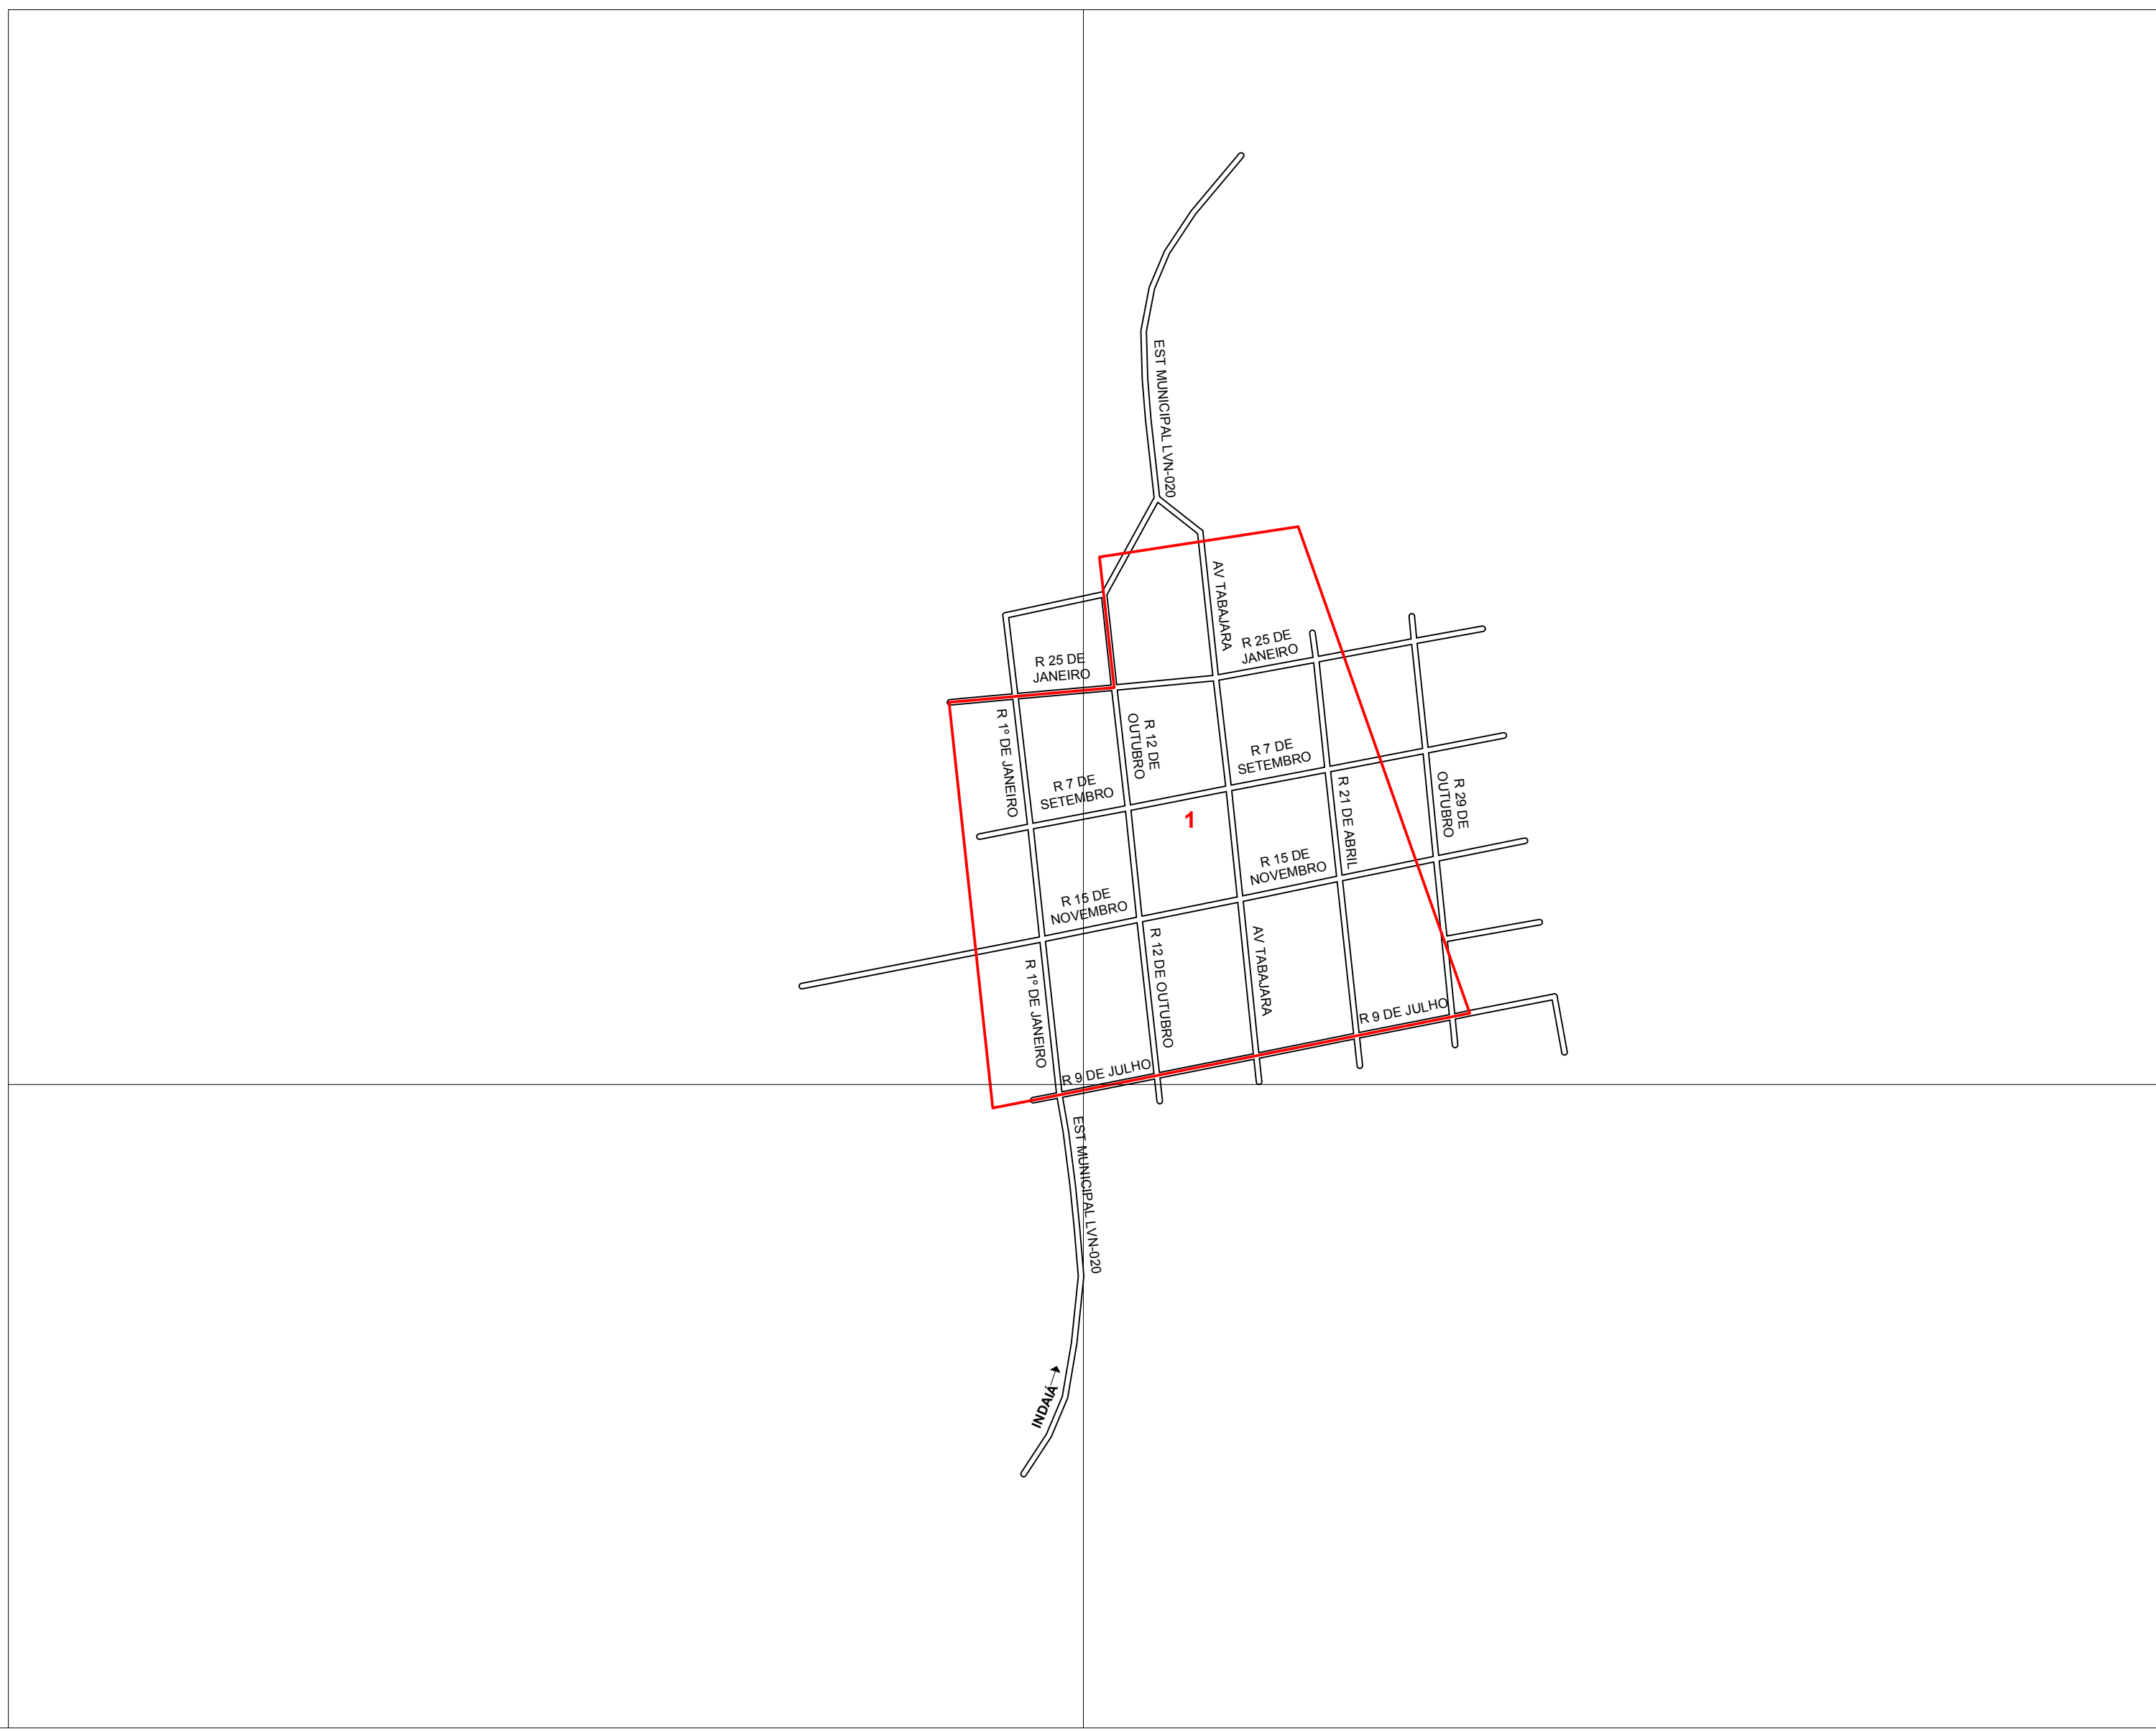 EST MUNICIPAL LVN-020
AV TABAJARA
R 25 DE
JANEIRO
R 25 DE
JANEIRO
R 1º DE JANEIRO
R 12 DE
OUTUBRO
R 7 DE
SETEMBRO
R 7 DE
SETEMBRO
R 21 DE ABRIL
R 29 DE
OUTUBRO
1
R 15 DE
NOVEMBRO
R 15 DE
NOVEMBRO
R 1º DE JANEIRO
R 12 DE OUTUBRO
AV TABAJARA
R 9 DE JULHO
R 9 DE JULHO
EST MUNICIPAL LVN-020
INDAIÁ